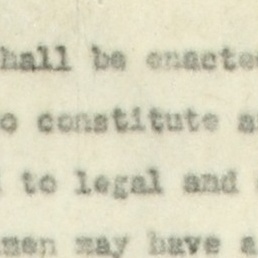 hall be enacte
o constitute a
to legal and
men may have a